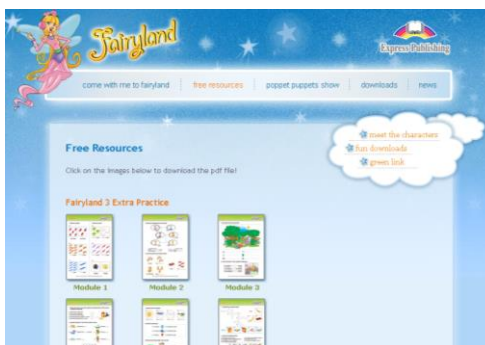 Fairyland
Express Publishing
come with me to fairyland
free resources
poppet puppets show
downloads
news
meet the characters
fun downloads
green link
Free Resources
Click on the images below to download the pdf file!
Fairyland 3 Extra Practice
Module 1
Module 2
Module 3